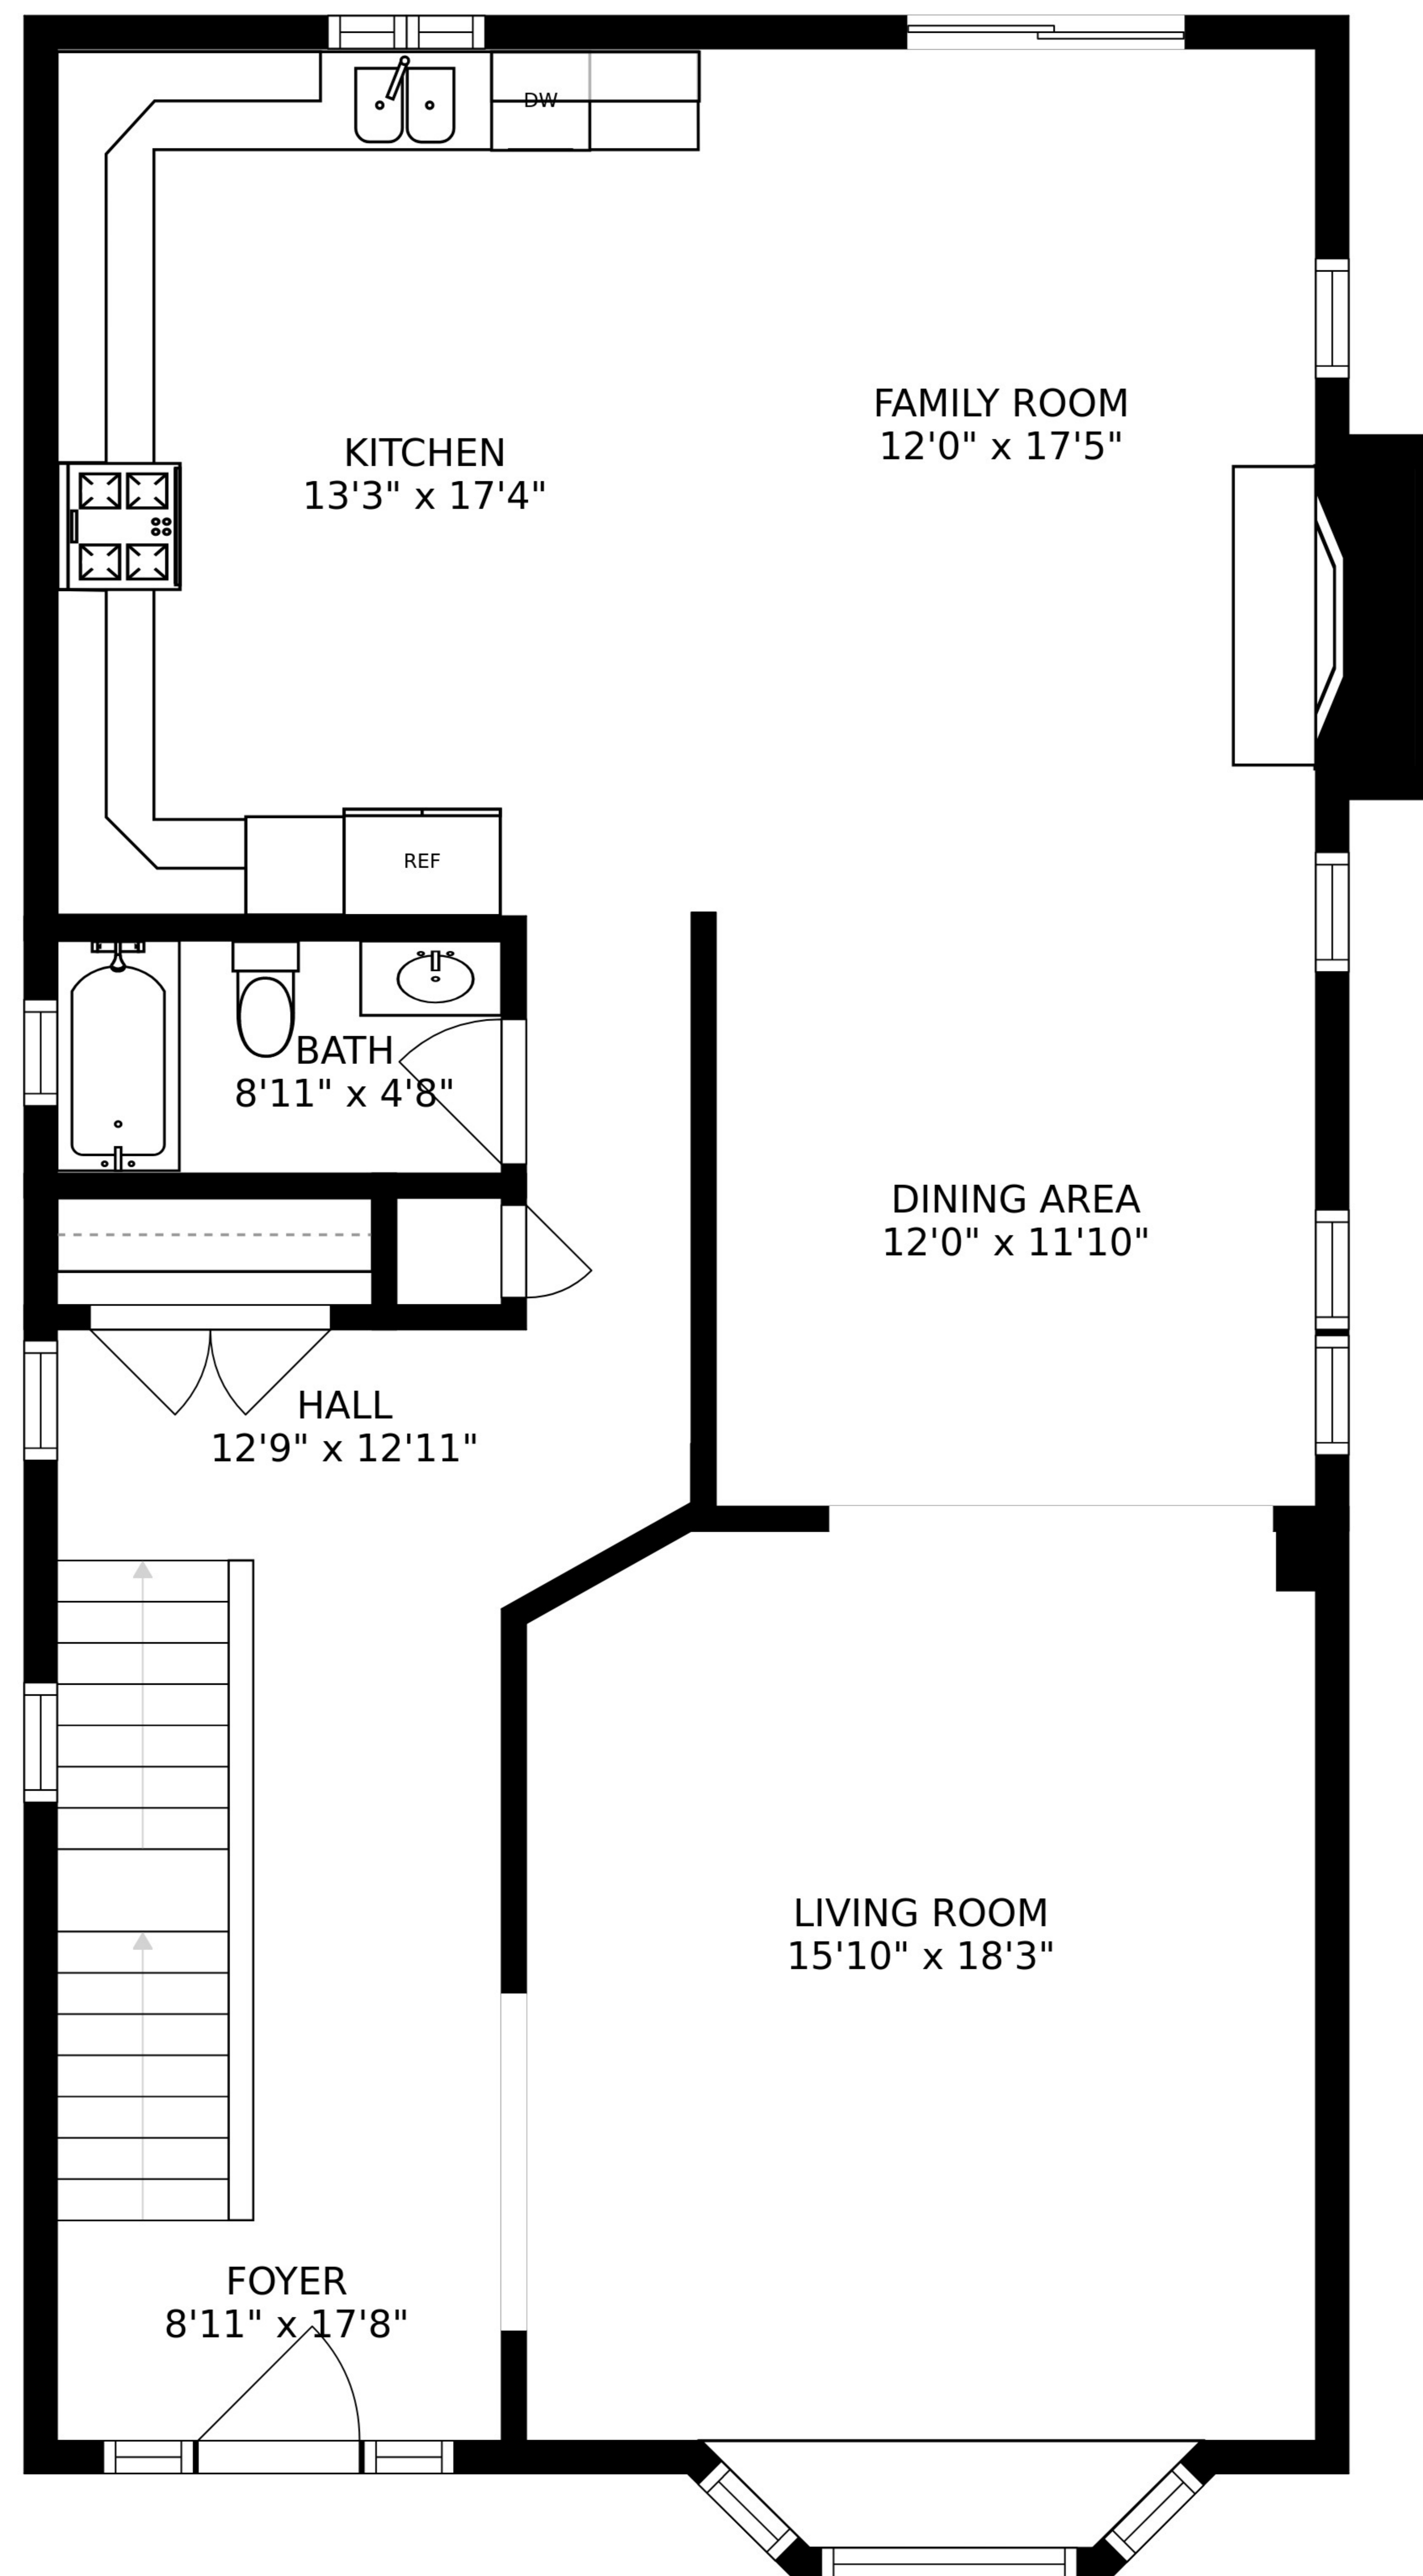 DW
FAMILY ROOM
12'0" x 17'5"
KITCHEN
13'3" x 17'4"
REF
BATH
8'11" x 4'8"
DINING AREA
12'0" x 11'10"
HALL
12'9" x 12'11"
LIVING ROOM
15'10" x 18'3"
FOYER
8'11" x 17'8"